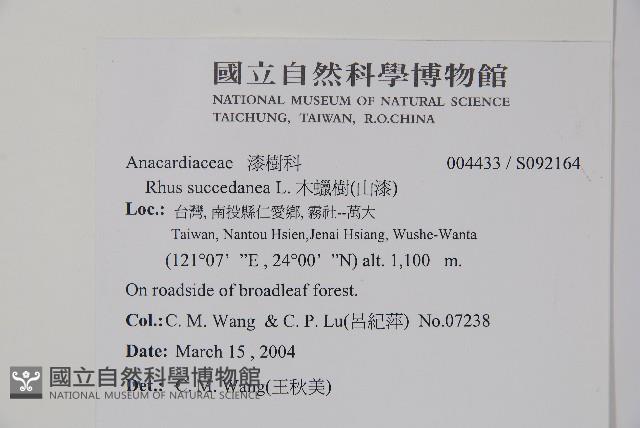 國立自然科學博物館
NATIONAL MUSEUM OF NATURAL SCIENCE
TAICHUNG, TAIWAN, R.O.CHINA
Anacardiaceae 漆樹科 004433 / S092164
Rhus succedanea L. 木蠟樹(山漆)
Loc.: 台灣, 南投縣仁愛鄉, 霧社--萬大
Taiwan, Nantou Hsien,Jenai Hsiang, Wushe-Wanta
(121°07' ”E , 24°00' ”N) alt. 1,100 m.
On roadside of broadleaf forest.
Col.:C. M. Wang & C. P. Lu(呂紀萍) No.07238
Date: March 15 , 2004
Det.: C. M. Wang(王秋美)
國立自然科學博物館
NATIONAL MUSEUM OF NATURAL SCIENCE